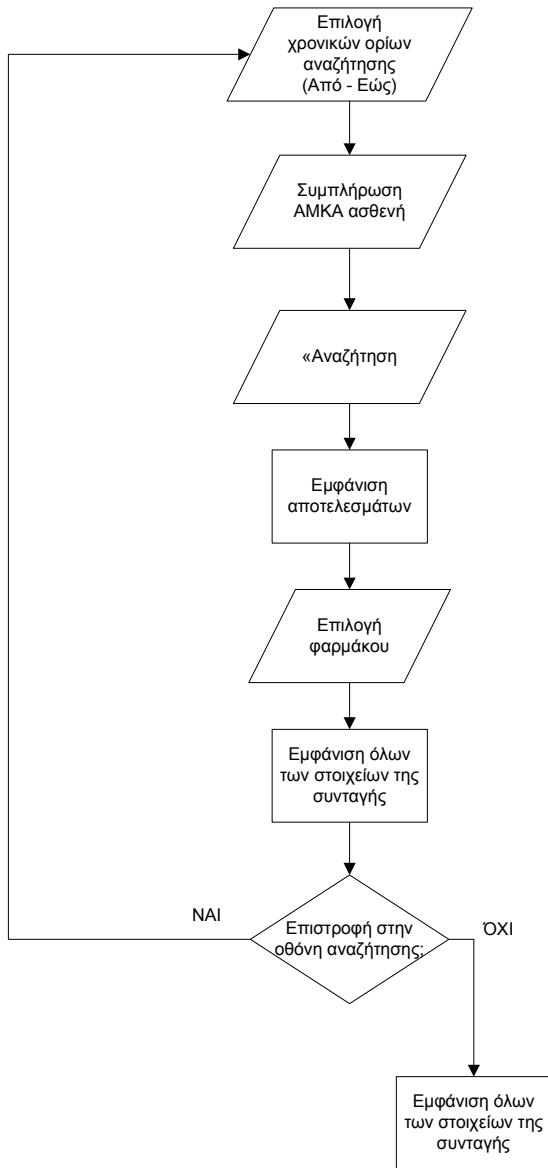 Επιλογή
χρονικών ορίων
αναζήτησης
(Από - Εώς)
Συμπλήρωση
ΑΜΚΑ ασθενή
«Αναζήτηση
Εμφάνιση
αποτελεσμάτων
Επιλογή
φαρμάκου
Εμφάνιση όλων
των στοιχείων της
συνταγής
ΝΑΙ
Επιστροφή στην
οθόνη αναζήτησης;
ΌΧΙ
Εμφάνιση όλων
των στοιχείων της
συνταγής